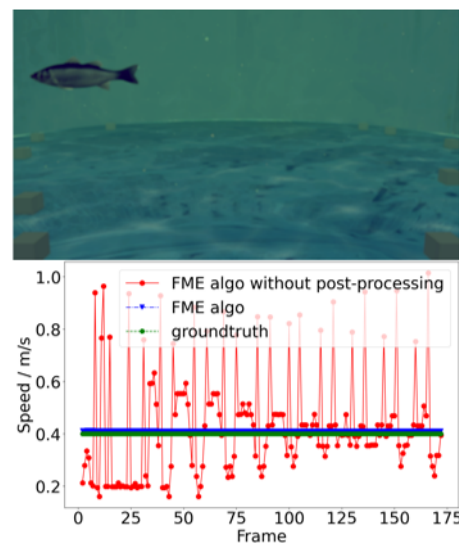 1.0
FME algo without post-processing
FME algo
groundtruth
0.8
0.6
0.4
0.2
Speed / m/s
0 25 50 75 100 125 150 175
Frame